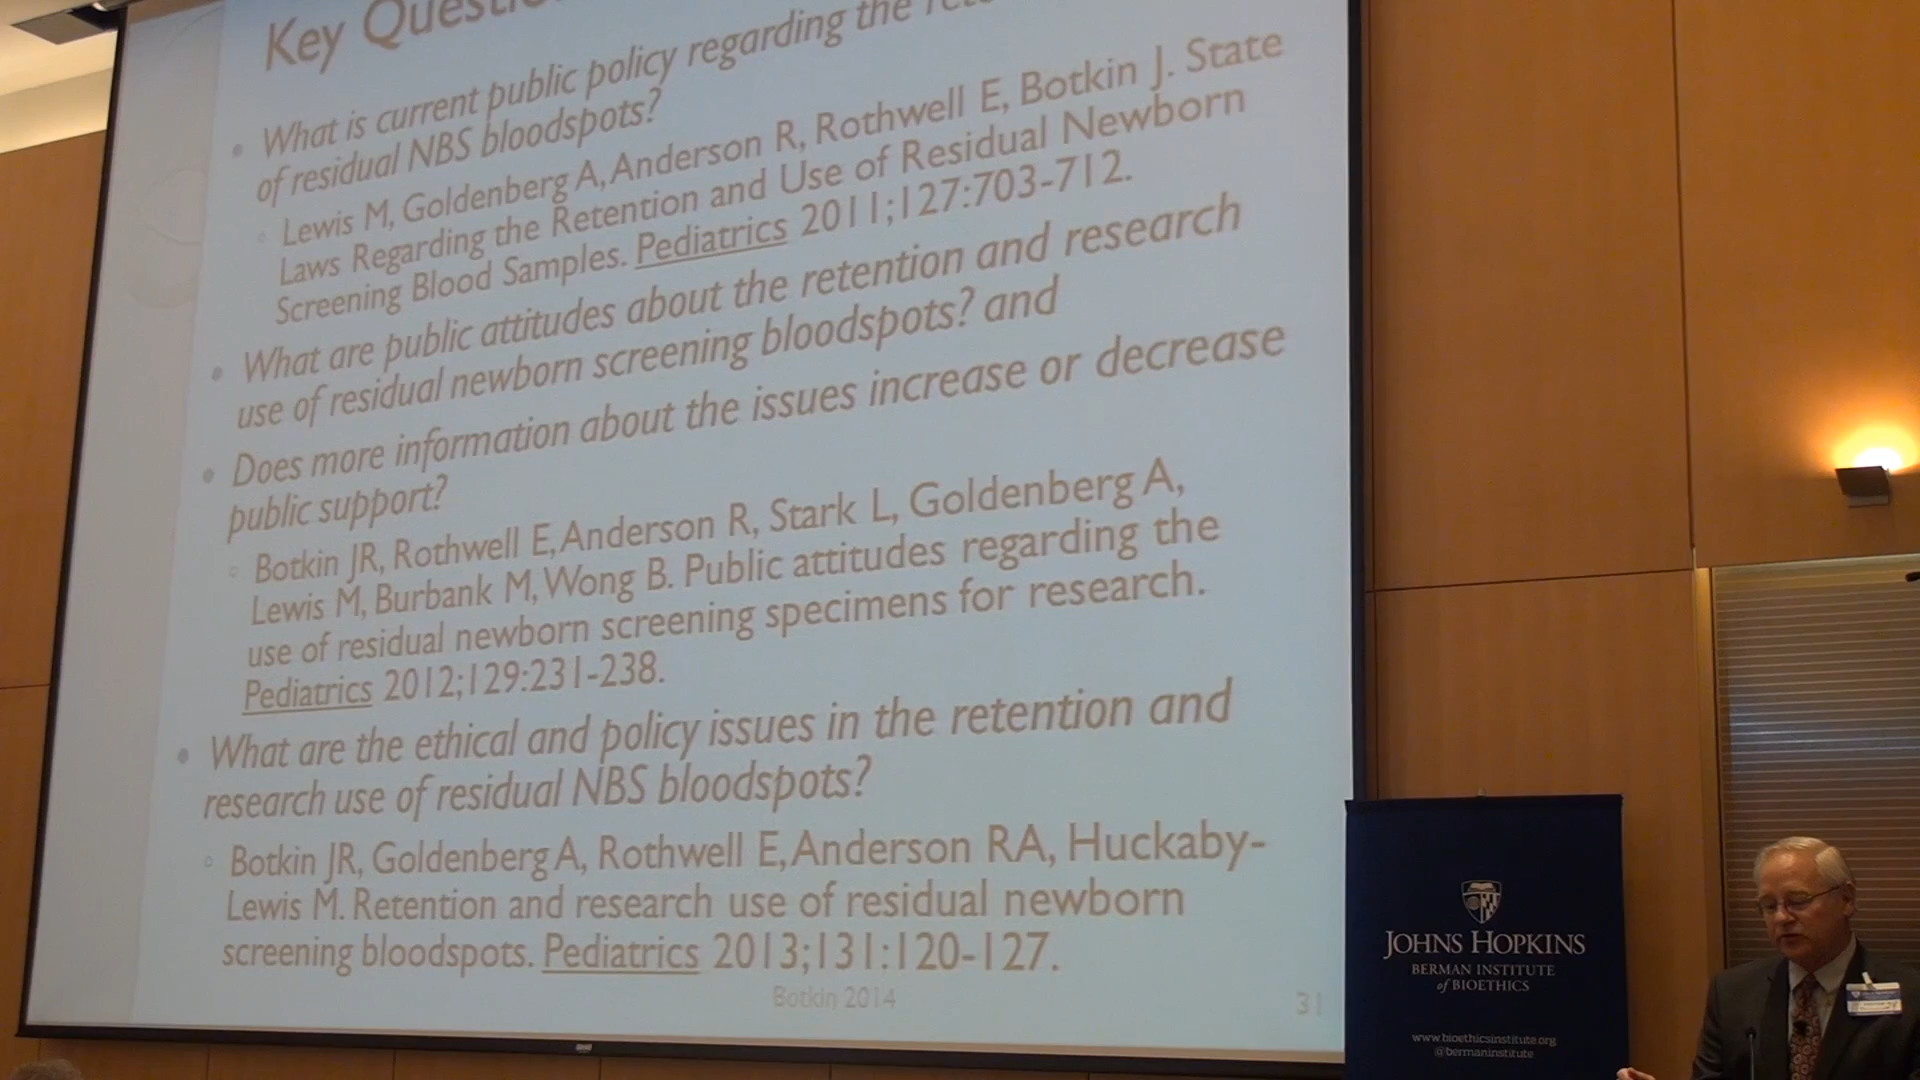 Key
What is current public policy regarding the
of residual NBS bloodspots?
Lewis M, Goldenberg A, Anderson R, Rothwell E, Botkin J. State
Laws Regarding the Retention and Use of Residual Newborn
Screening Blood Samples. Pediatrics 2011;127:703-712.
What are public attitudes about the retention and research
use of residual newborn screening bloodspots? and
Does more information about the issues increase or decrease
public support?
Botkin JR, Rothwell E, Anderson R, Stark L, Goldenberg A,
Lewis M, Burbank M, Wong B. Public attitudes regarding the
use of residual newborn screening specimens for research.
Pediatrics 2012;129:231-238.
What are the ethical and policy issues in the retention and
research use of residual NBS bloodspots?
Botkin JR, Goldenberg A, Rothwell E, Anderson RA, Huckaby-
Lewis M. Retention and research use of residual newborn
screening bloodspots. Pediatrics 2013;131:120-127.
Botkin 2014
31
JOHNS HOPKINS
BERMAN INSTITUTE
of BIOETHICS
www.bioethicsinstitute.org
@bermaninstitute